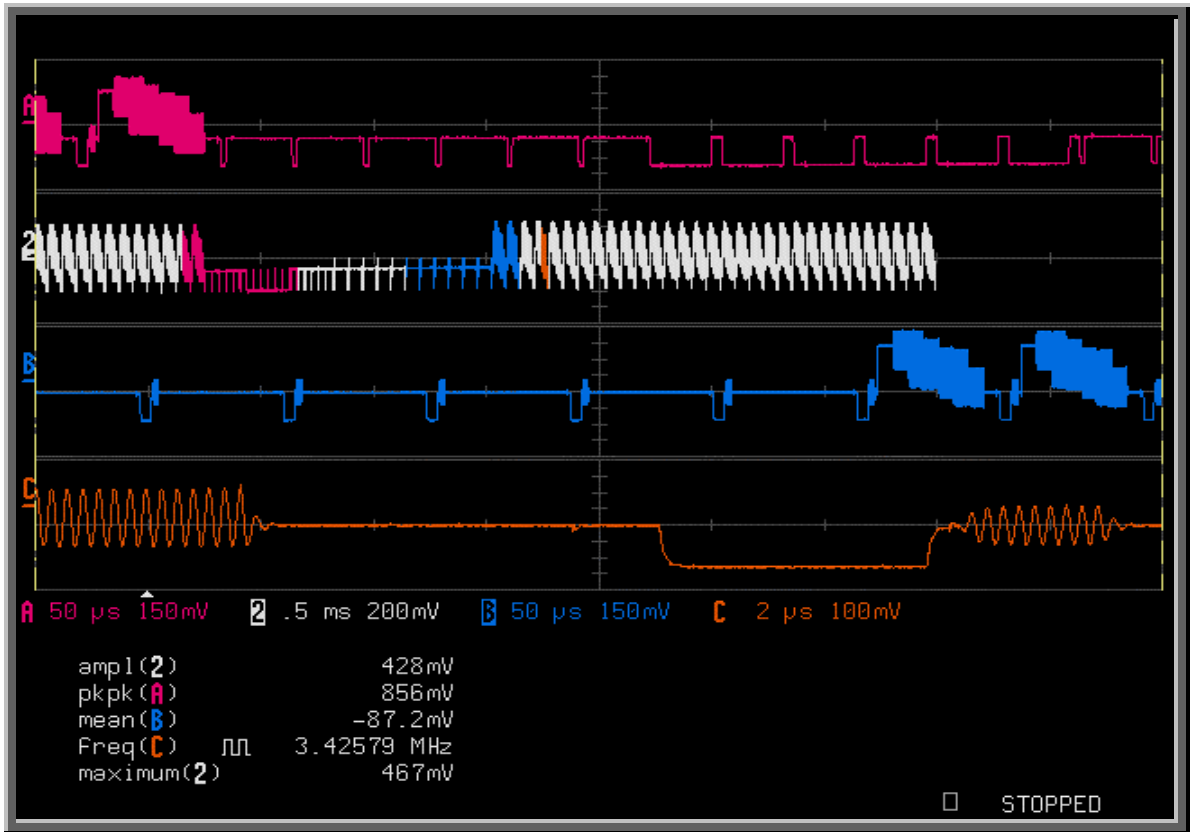 A
2
B
C
A 50 µs 150mV 2 .5 ms 200mV B 50 µs 150mV C 2 µs 100mV
ampl(2) 428mV
pkpk(A) 856mV
mean(B) -87.2mV
Freq(C) 3.42579 MHz
maximum(2) 467mV
STOPPED